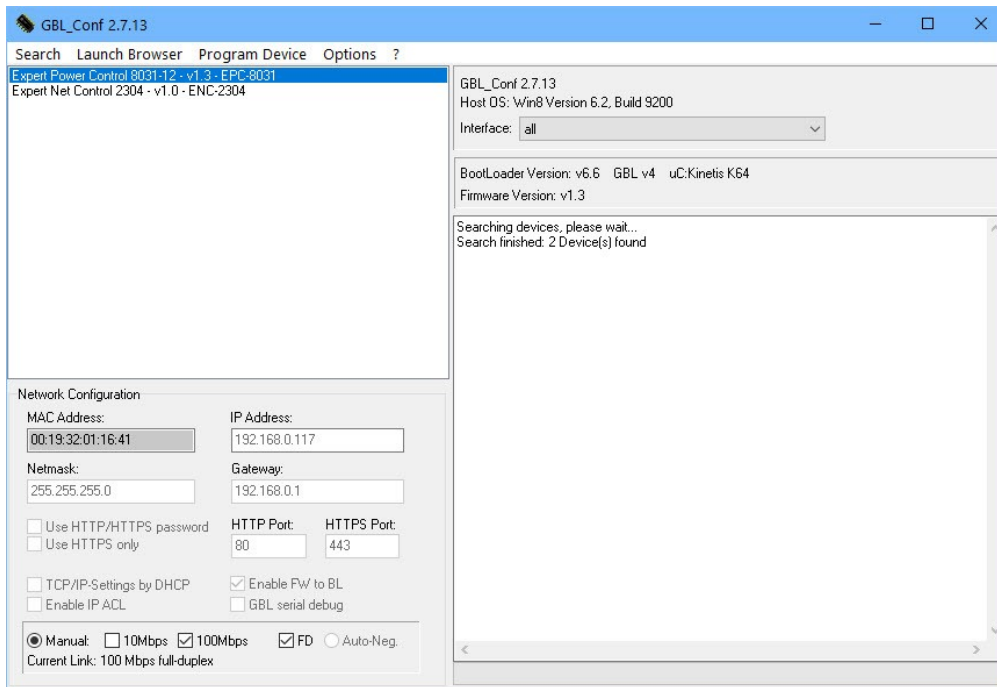 GBL_Conf 2.7.13
Search Launch Browser Program Device Options ?
Expert Power Control 8031-12 - v1.3 - EPC-8031
Expert Net Control 2304 - v1.0 - ENC-2304
GBL_Conf 2.7.13
Host OS: Win8 Version 6.2, Build 9200
Interface: all
BootLoader Version: v6.6 GBL v4 uC:Kinetis K64
Firmware Version: v1.3
Searching devices, please wait...
Search finished: 2 Device(s) found
Network Configuration
MAC Address: IP Address:
00:19:32:01:16:41 192.168.0.117
Netmask: Gateway:
255.255.255.0 192.168.0.1
Use HTTP/HTTPS password HTTP Port: HTTPS Port:
Use HTTPS only 80 443
TCP/IP-Settings by DHCP Enable FW to BL
Enable IP ACL GBL serial debug
Manual: 10Mbps 100Mbps FD Auto-Neg.
Current Link: 100 Mbps full-duplex